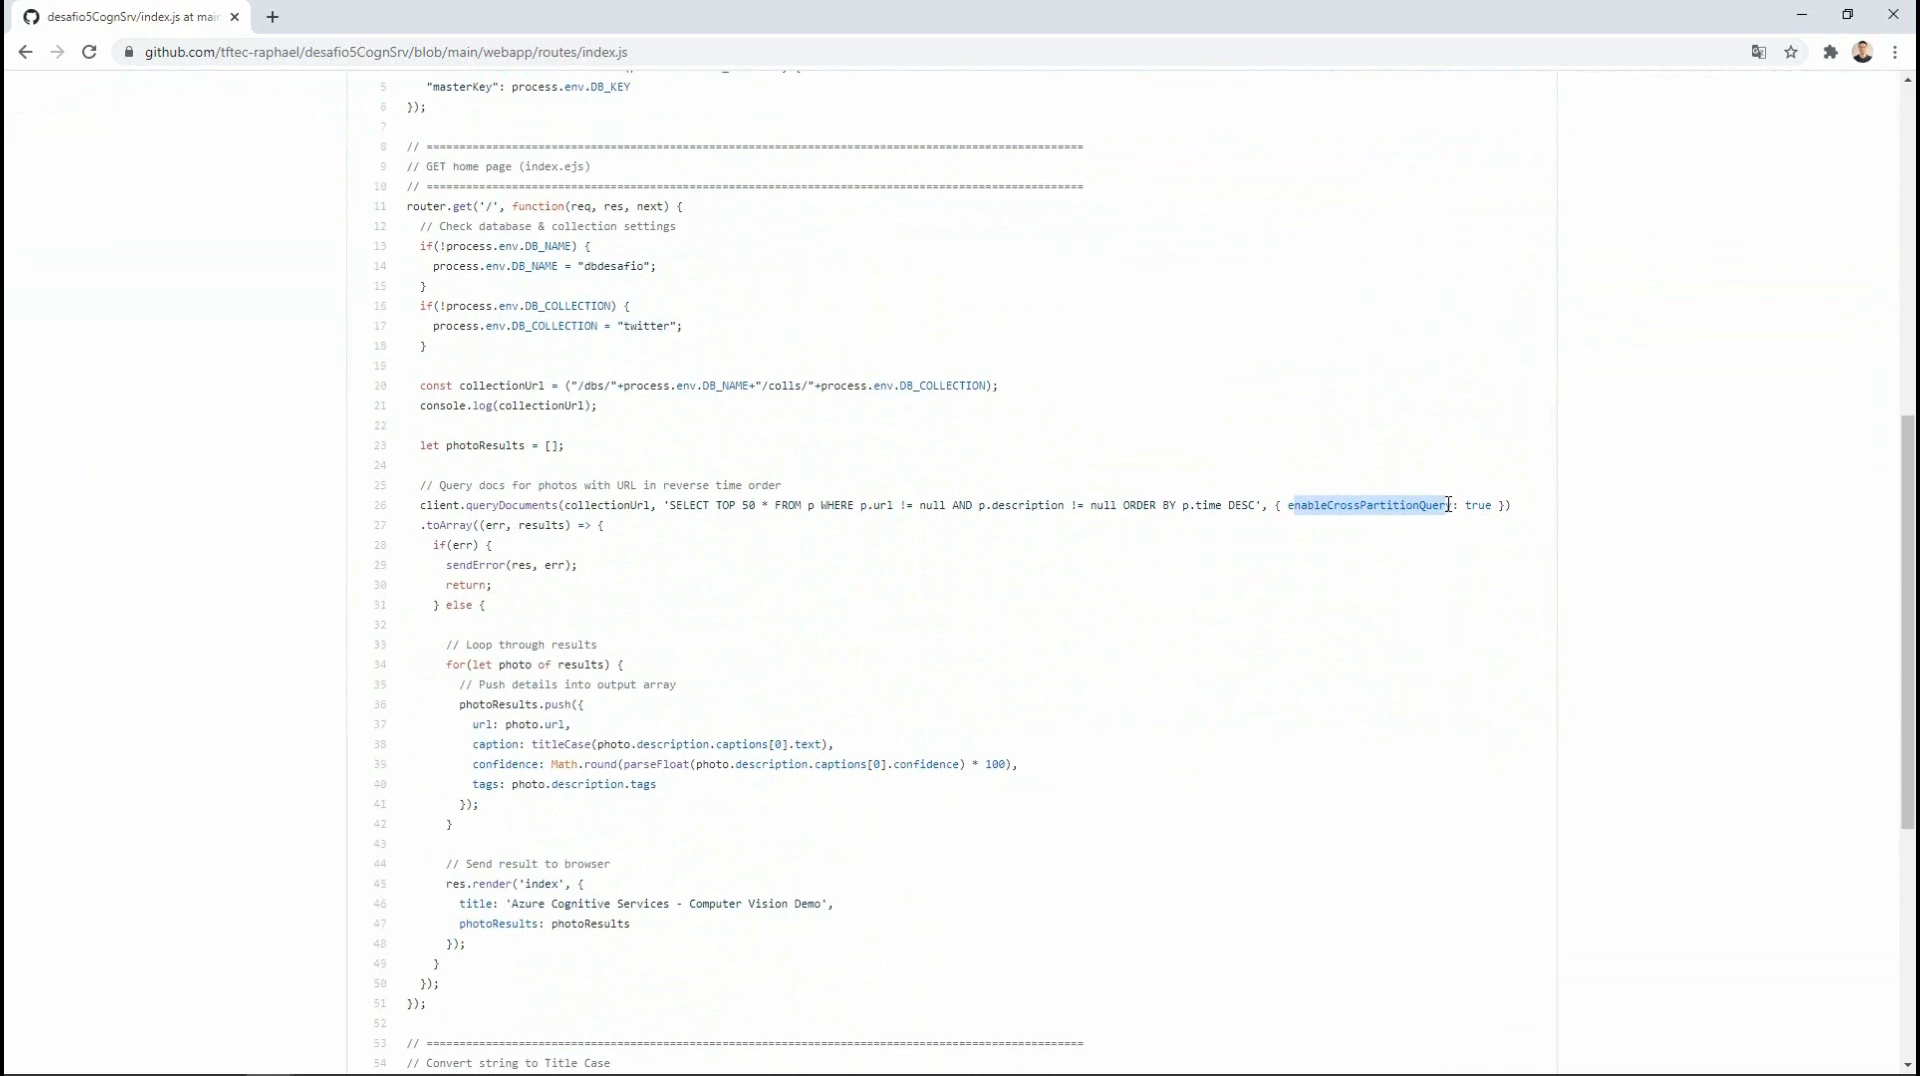 desafio5CognSrv/index.js at mai
github.com/tftec-raphael/desafio5CognSrv/blob/main/webapp/routes/index.js
5 "masterKey": process.env.DB_KEY
6 });
7
8 // ====================================================================================================
9 // GET home page (index.ejs)
10 // ====================================================================================================
11 router.get('/', function(req, res, next) {
12 // Check database & collection settings
13 if(!process.env.DB_NAME) {
14 process.env.DB_NAME = "dbdesafio";
15 }
16 if(!process.env.DB_COLLECTION) {
17 process.env.DB_COLLECTION = "twitter";
18 }
19
20 const collectionUrl = ("/dbs/"+process.env.DB_NAME+"/colls/"+process.env.DB_COLLECTION);
21 console.log(collectionUrl);
22
23 let photoResults = [];
24
25 // Query docs for photos with URL in reverse time order
26 client.queryDocuments(collectionUrl, 'SELECT TOP 50 * FROM p WHERE p.url != null AND p.description != null ORDER BY p.time DESC', { enableCrossPartitionQuery: true })
27 .toArray((err, results) => {
28 if(err) {
29 sendError(res, err);
30 return;
31 } else {
32
33 // Loop through results
34 for(let photo of results) {
35 // Push details into output array
36 photoResults.push({
37 url: photo.url,
38 caption: titleCase(photo.description.captions[0].text),
39 confidence: Math.round(parseFloat(photo.description.captions[0].confidence) * 100),
40 tags: photo.description.tags
41 });
42 }
43
44 // Send result to browser
45 res.render('index', {
46 title: 'Azure Cognitive Services - Computer Vision Demo',
47 photoResults: photoResults
48 });
49 }
50 });
51 });
52
53 // ====================================================================================================
54 // Convert string to Title Case